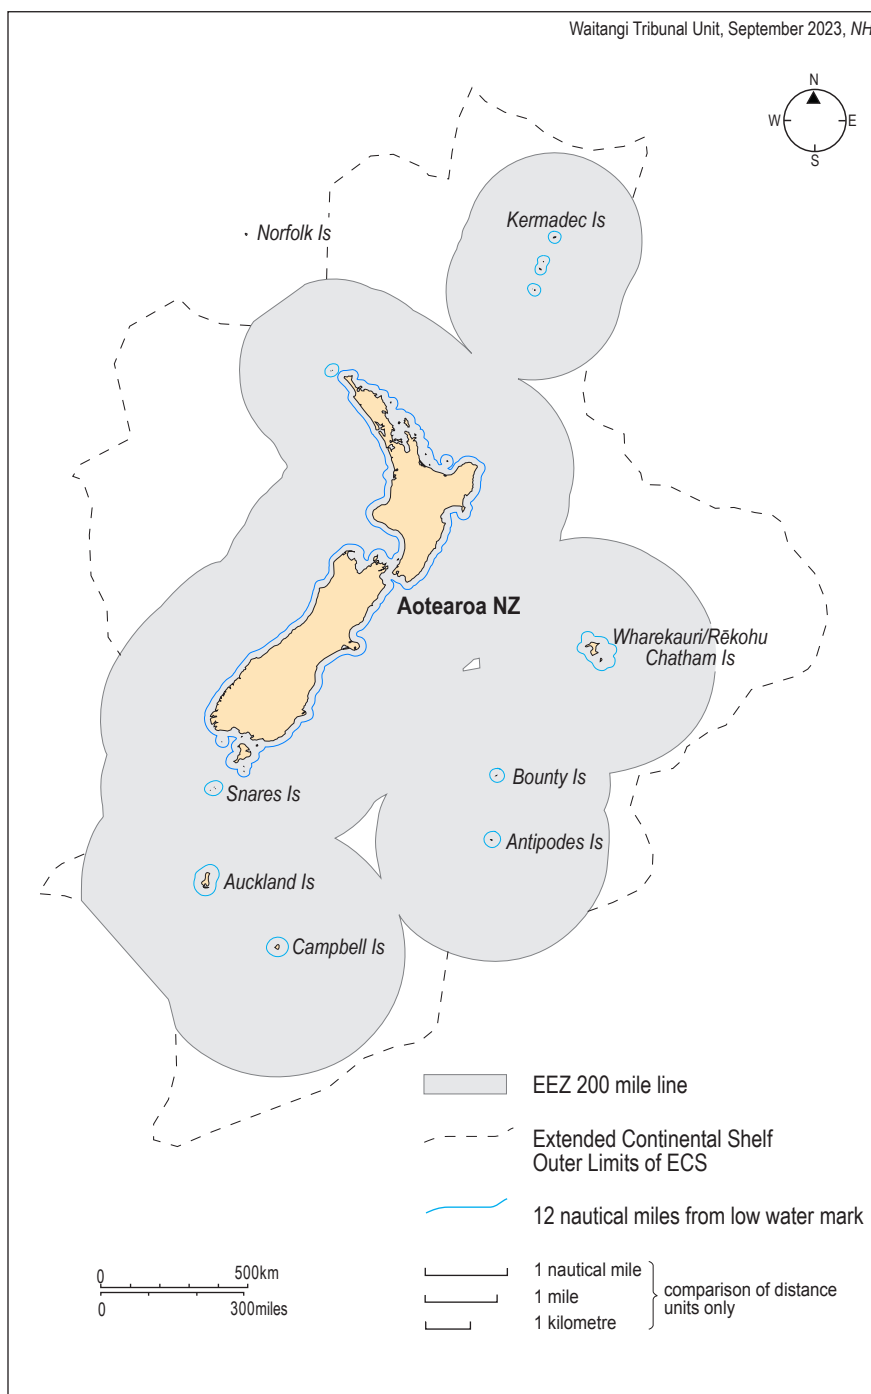 Waitangi Tribunal Unit, September 2023, NH
N
W E
S
Norfolk Is
Kermadec Is
Aotearoa NZ
Wharekauri/Rēkohu
Chatham Is
Bounty Is
Snares Is
Antipodes Is
Auckland Is
Campbell Is
EEZ 200 mile line
Extended Continental Shelf
Outer Limits of ECS
12 nautical miles from low water mark
0 500km
0 300miles
1 nautical mile
1 mile
1 kilometre
comparison of distance
units only